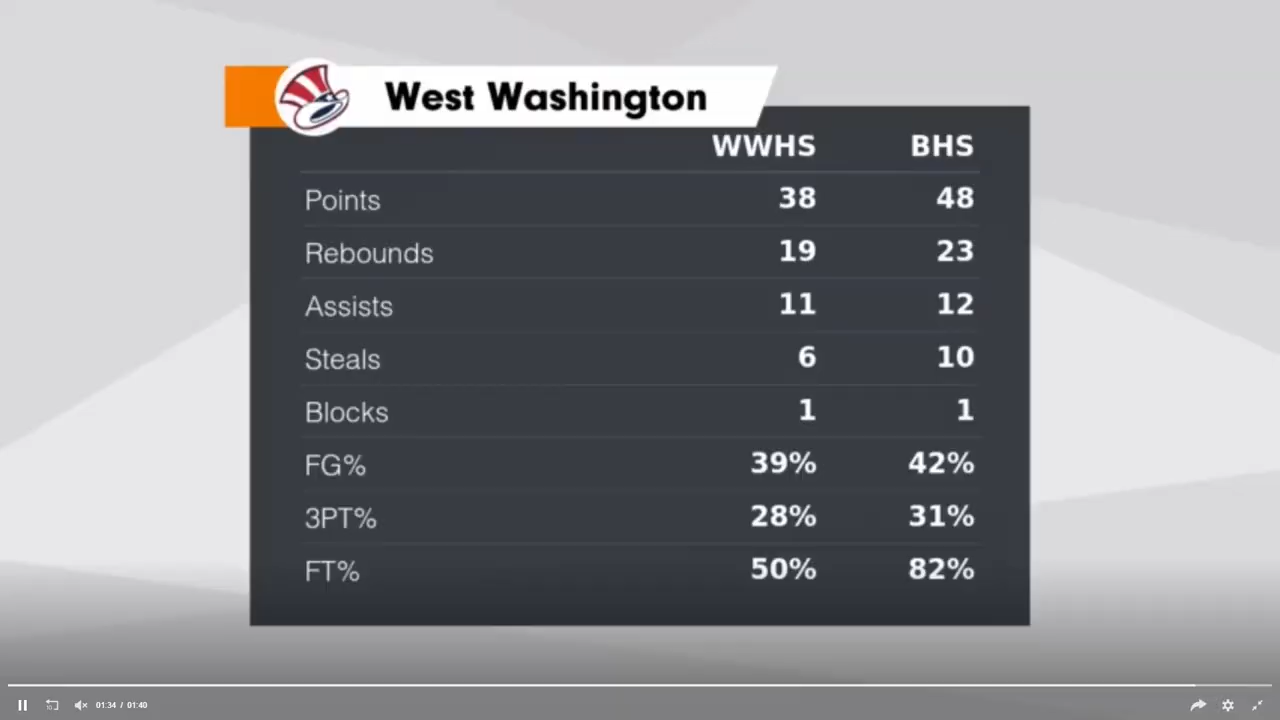 West Washington
WWHS BHS
Points 38 48
Rebounds 19 23
Assists 11 12
Steals 6 10
Blocks 1 1
FG% 39% 42%
3PT% 28% 31%
FT% 50% 82%
10 01:34 / 01:40